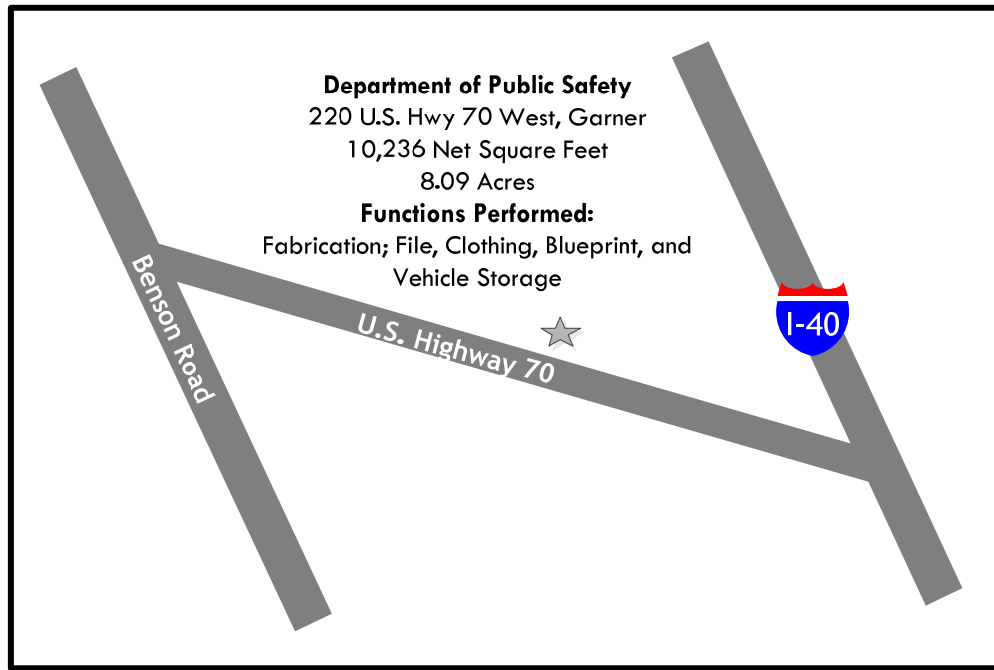 Department of Public Safety
220 U.S. Hwy 70 West, Garner
10,236 Net Square Feet
8.09 Acres
Functions Performed:
Fabrication; File, Clothing, Blueprint, and
Vehicle Storage
Benson Road
U.S. Highway 70
I-40